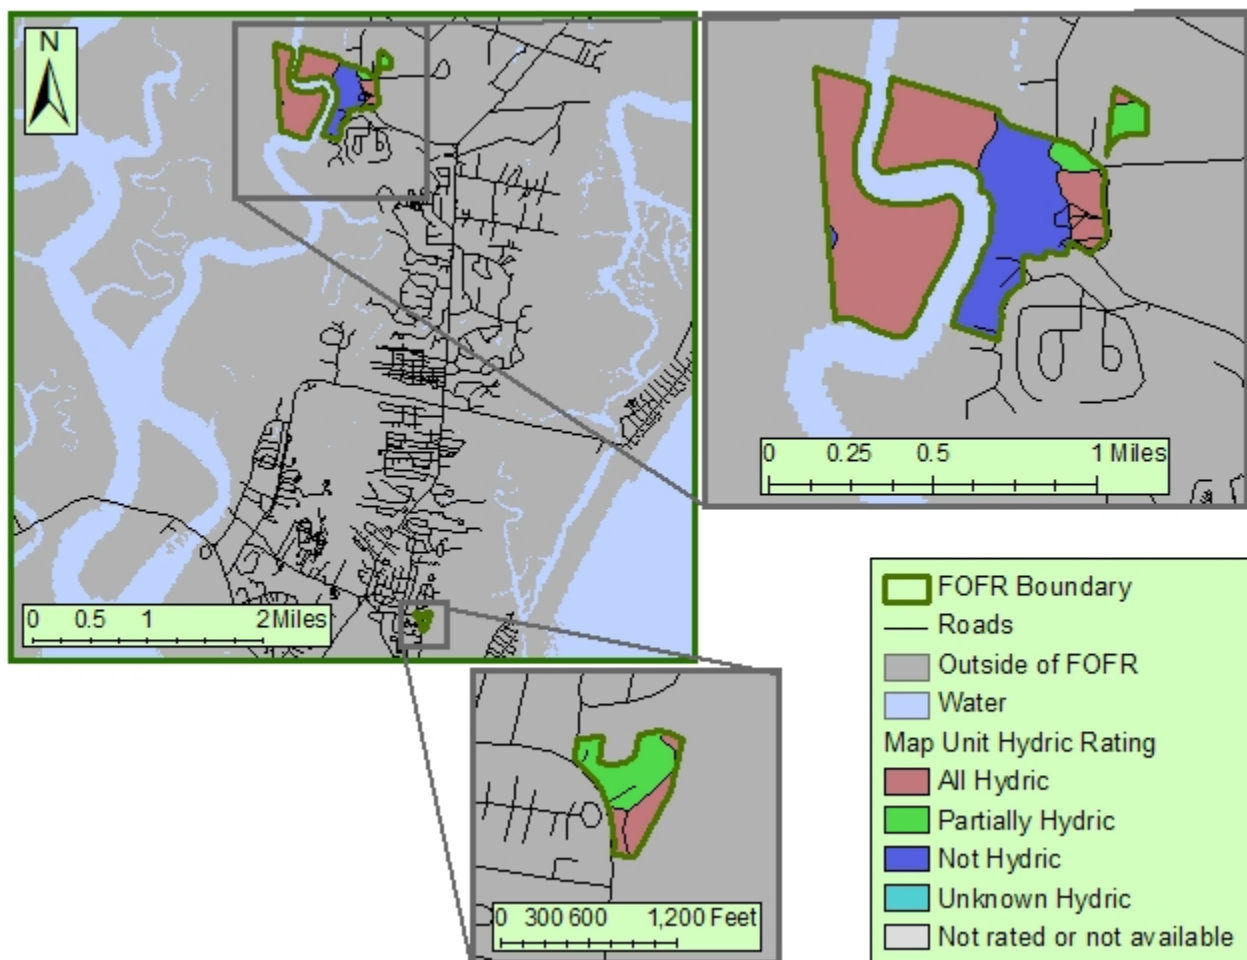 N
0 0.5 1 2 Miles
0 0.25 0.5 1 Miles
0 300 600 1,200 Feet
FOFR Boundary
Roads
Outside of FOFR
Water
Map Unit Hydric Rating
All Hydric
Partially Hydric
Not Hydric
Unknown Hydric
Not rated or not available